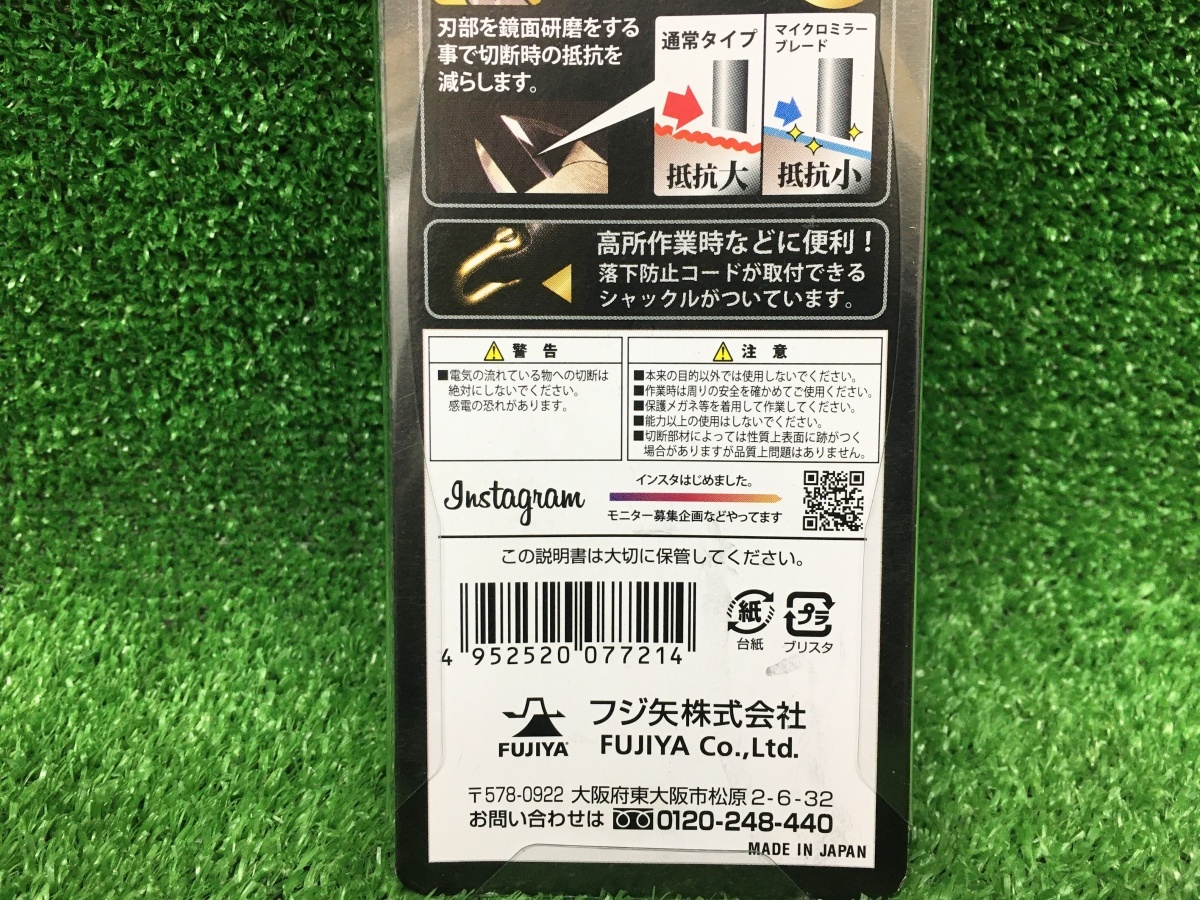 刃部を鏡面研磨をする
事で切断時の抵抗を
減らします。
通常タイプ
抵抗大
マイクロミラー
ブレード
抵抗小
高所作業時などに便利！
落下防止コードが取付できる
シャックルがついています。
警告
■電気の流れている物への切断は
絶対にしないでください。
感電の恐れがあります。
注意
■本来の目的以外では使用しないでください。
■作業時は周りの安全を確かめてご使用ください。
■保護メガネ等を着用して作業してください。
■能力以上の使用はしないでください。
■切断部材によっては性質上表面に跡がつく
場合がありますが品質上問題はありません。
Instagram
インスタはじめました。
モニター募集企画などやってます
この説明書は大切に保管してください。
4 952520 077214
紙
台紙
プラ
ブリスタ
FUJIYA
フジ矢株式会社
FUJIYA Co.,Ltd.
〒578-0922 大阪府東大阪市松原2-6-32
お問い合わせは 0120-248-440
MADE IN JAPAN